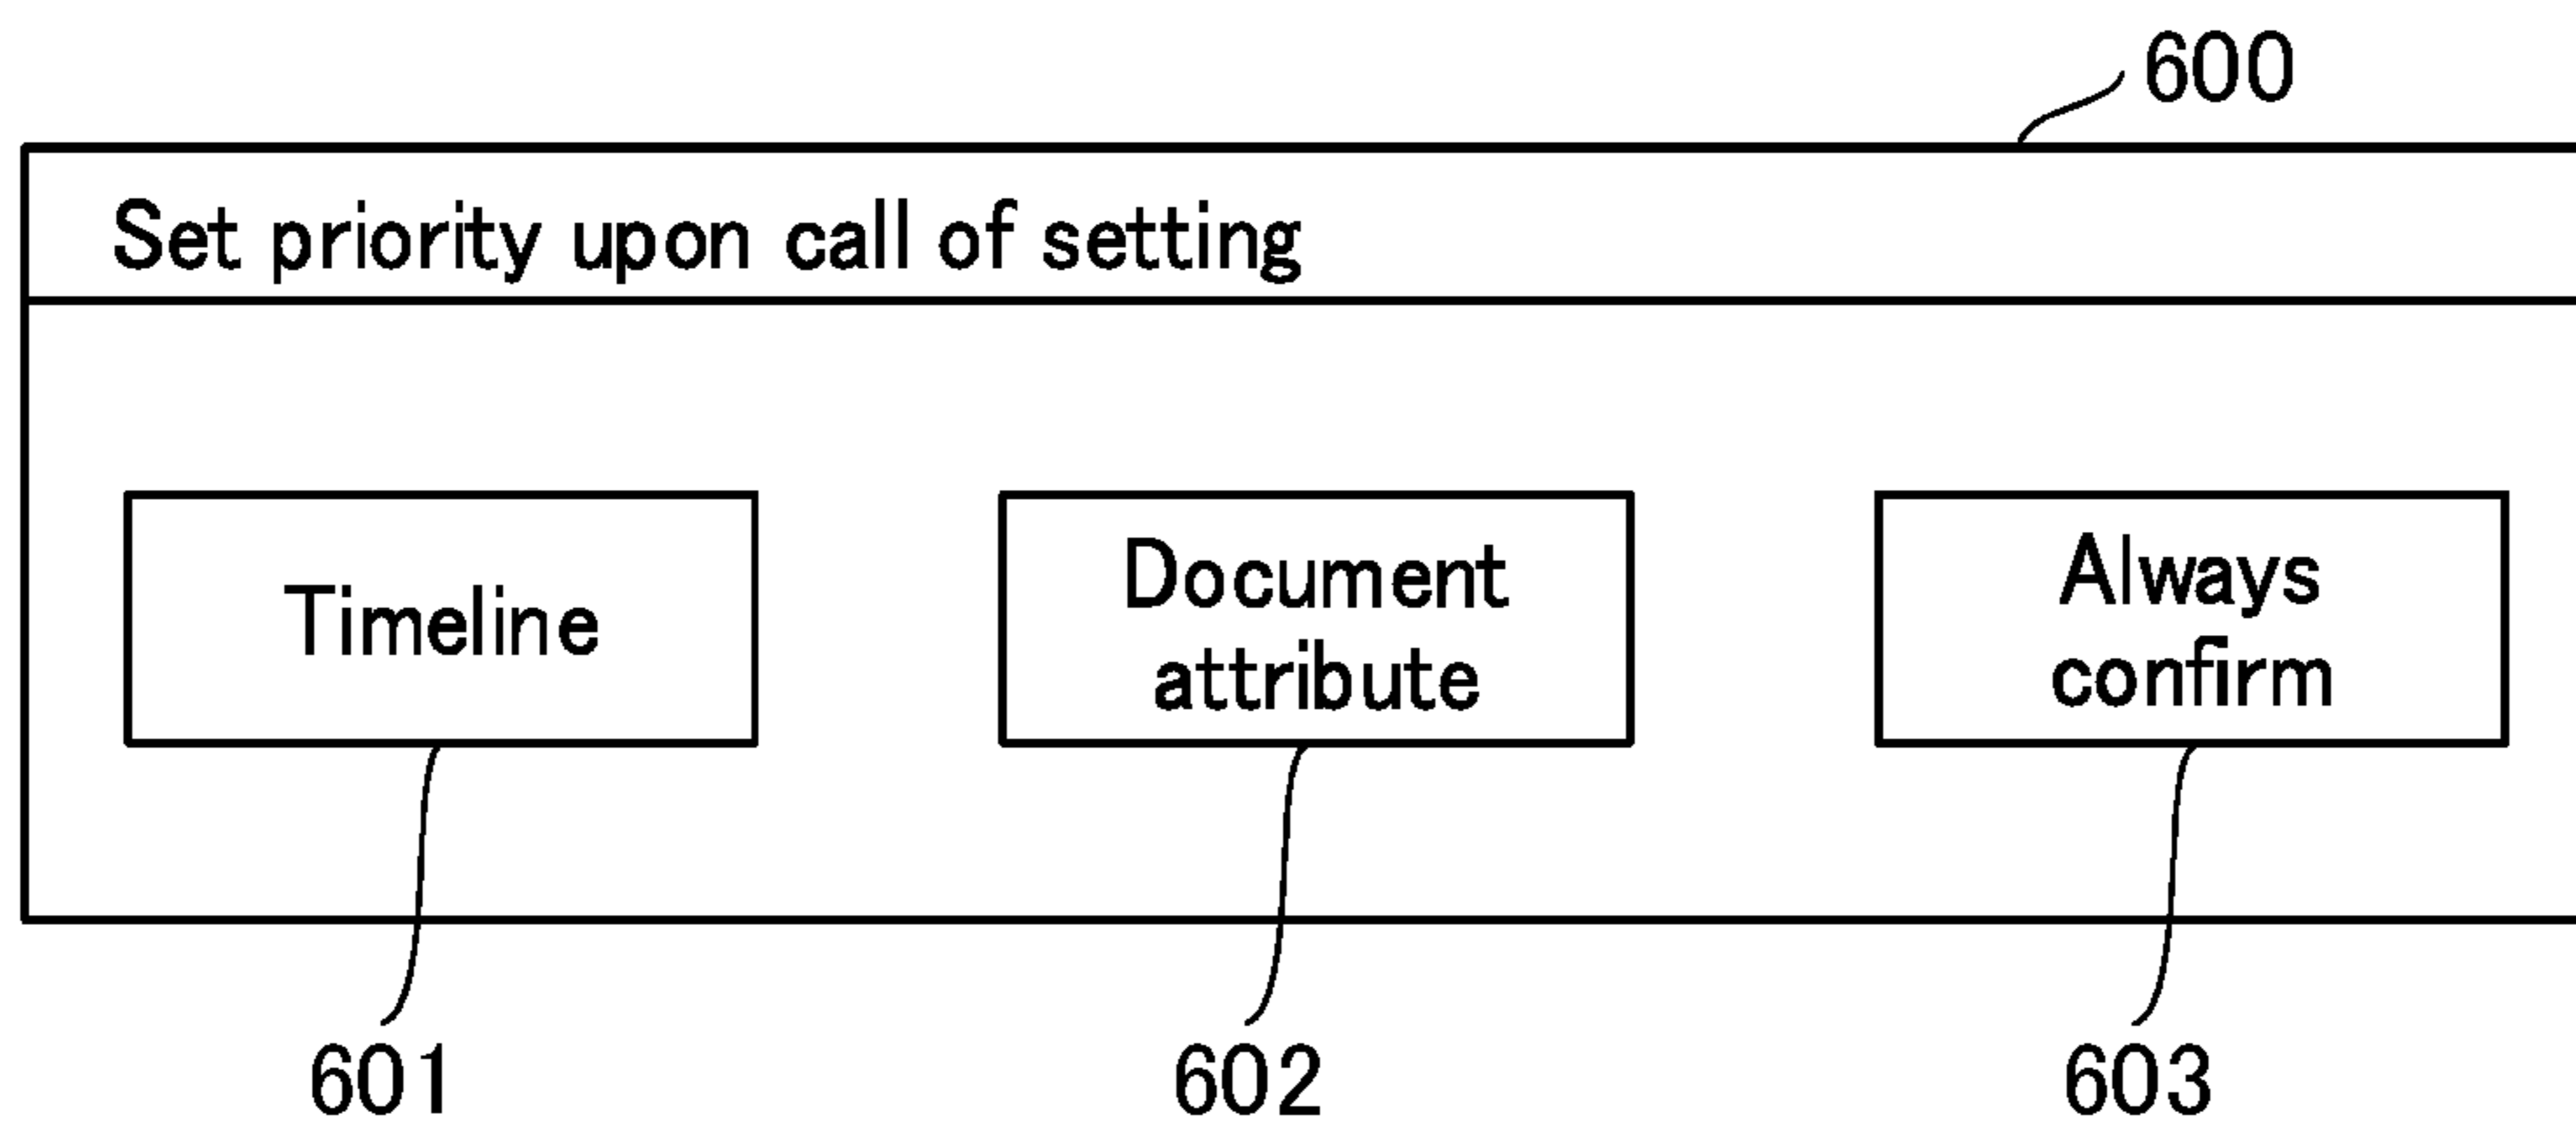 600
Set priority upon call of setting
Timeline
Document
attribute
Always
confirm
601
602
603